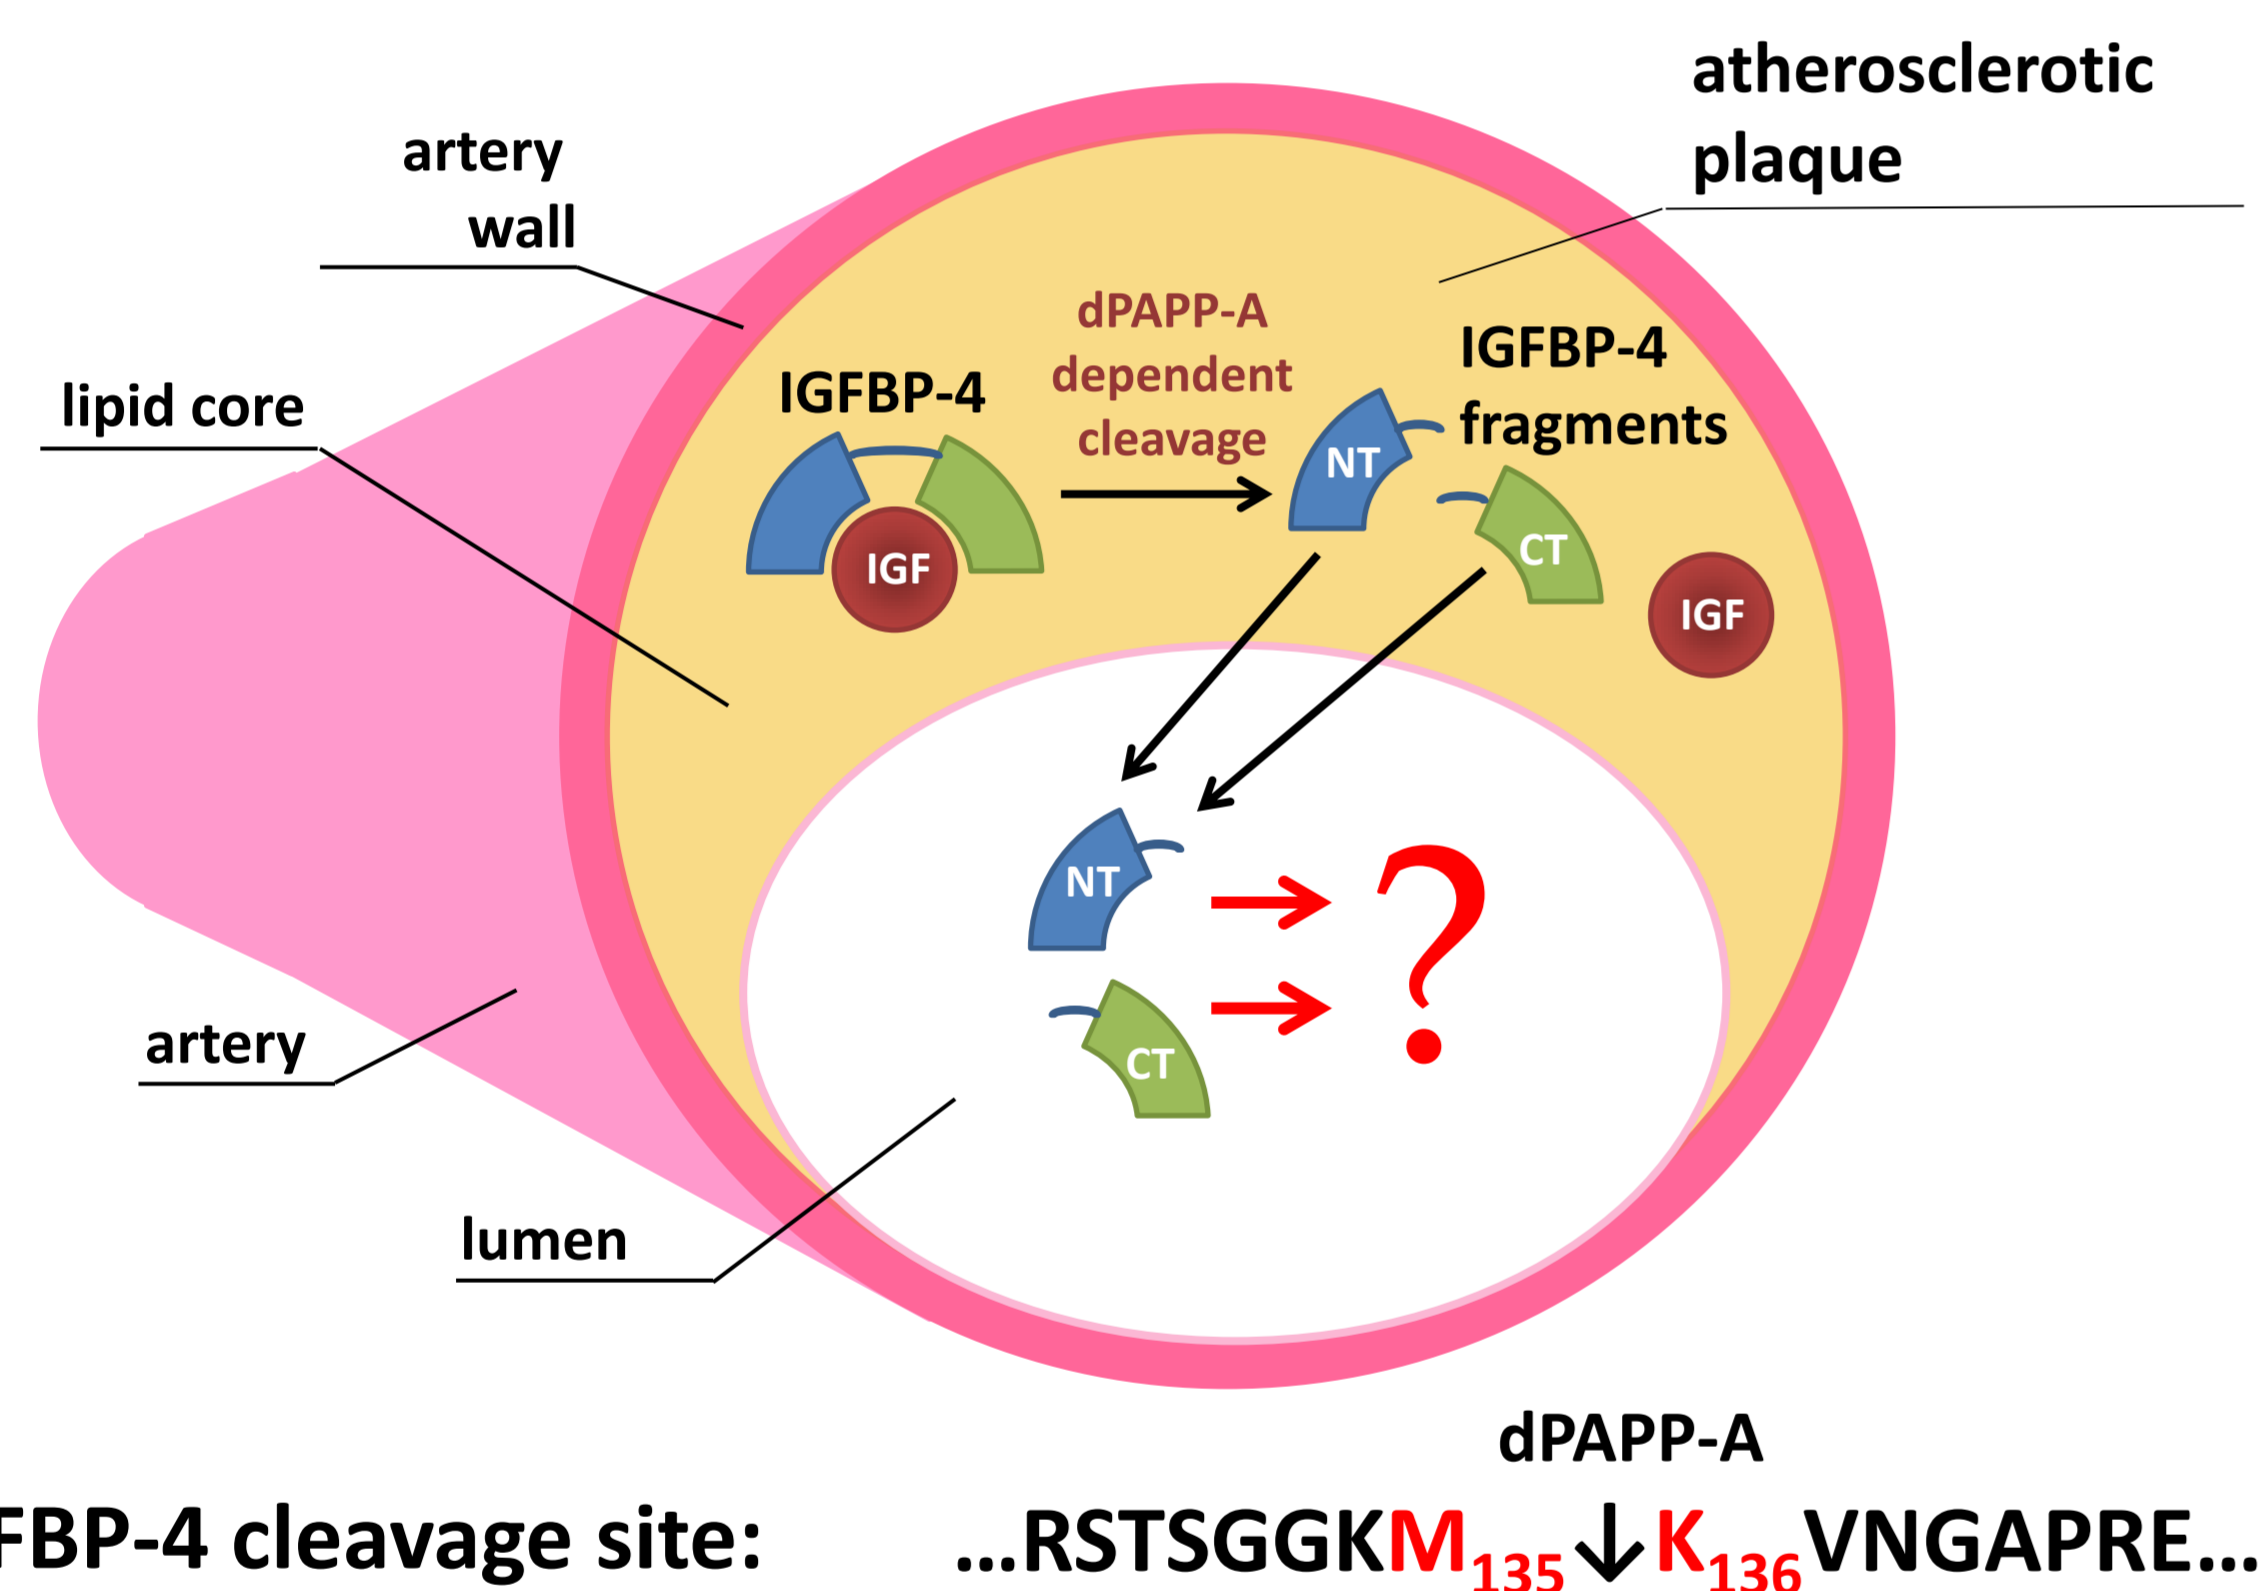 atherosclerotic
plaque
artery
wall
lipid core
dPAPP-A
dependent
cleavage
IGFBP-4
IGFBP-4
fragments
NT
CT
IGF
IGF
NT
CT
artery
lumen
?
dPAPP-A
FBP-4 cleavage site: ...RSTSGGKM135↓K136VNGAPRE...